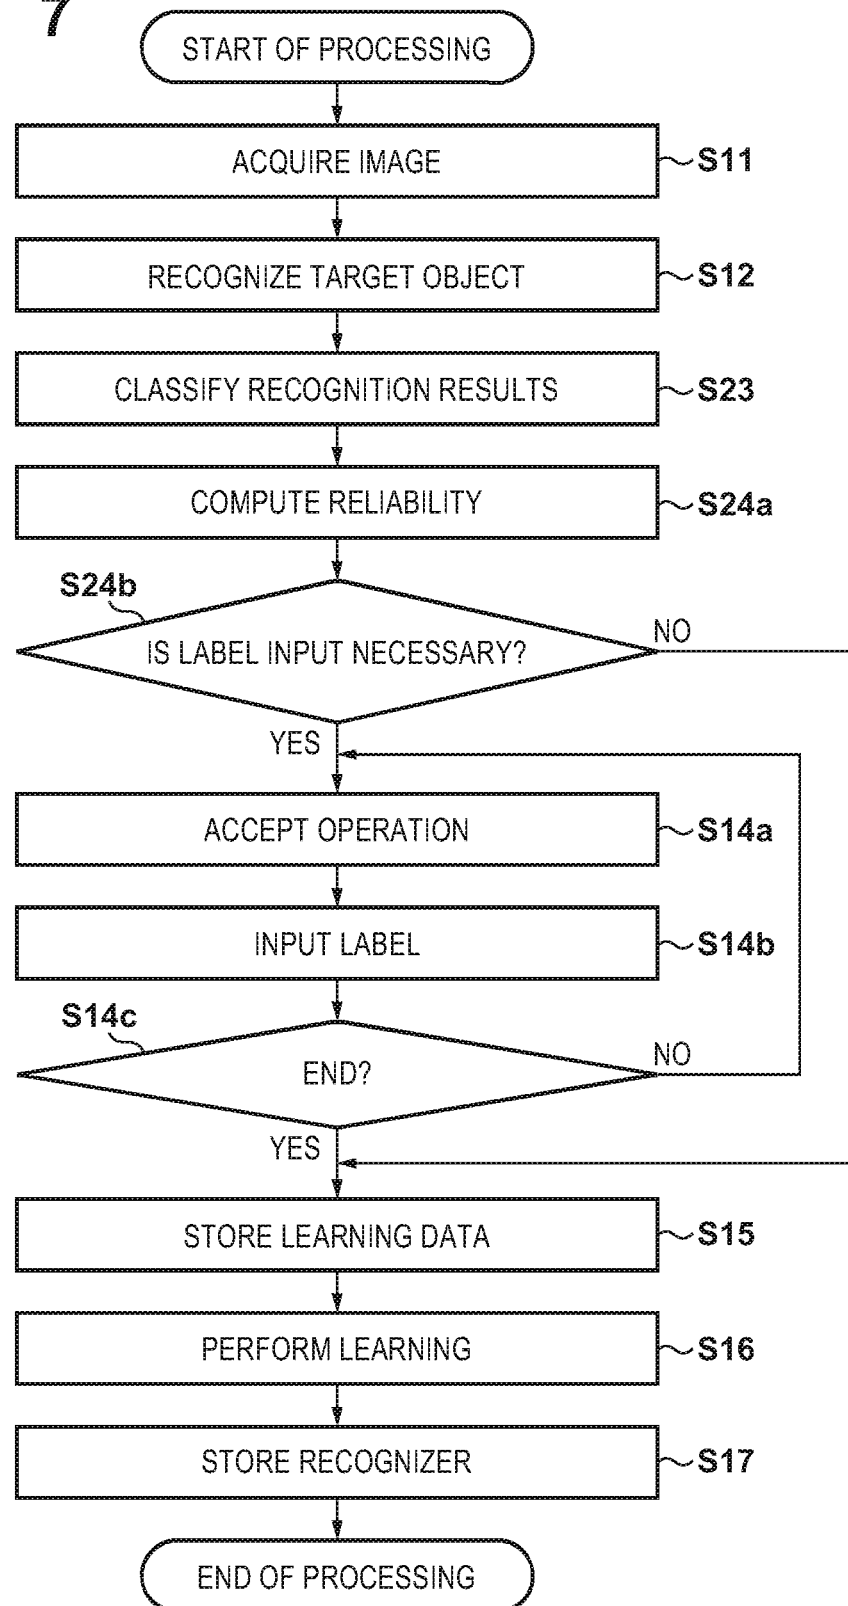 7
START OF PROCESSING
ACQUIRE IMAGE S11
RECOGNIZE TARGET OBJECT S12
CLASSIFY RECOGNITION RESULTS S23
COMPUTE RELIABILITY S24a
S24b
IS LABEL INPUT NECESSARY? NO
YES
ACCEPT OPERATION S14a
INPUT LABEL S14b
S14c
END? NO
YES
STORE LEARNING DATA S15
PERFORM LEARNING S16
STORE RECOGNIZER S17
END OF PROCESSING